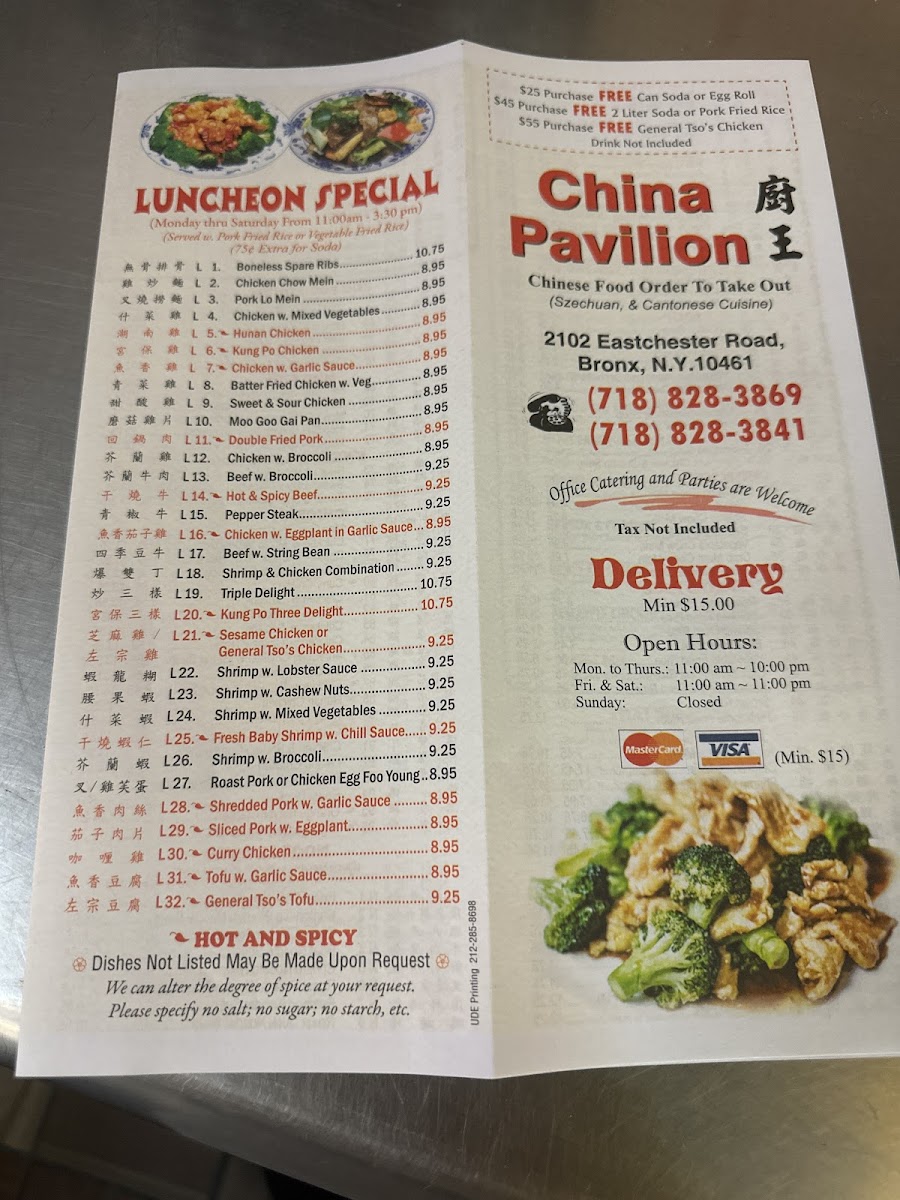 LUNCHEON SPECIAL
(Monday thru Saturday From 11:00am - 3:30 pm)
(Served w. Pork Fried Rice or Vegetable Fried Rice)
(75¢ Extra for Soda)
無骨排骨 L 1. Boneless Spare Ribs 10.75
雞炒麵 L 2. Chicken Chow Mein 8.95
叉燒撈麵 L 3. Pork Lo Mein 8.95
什菜雞 L 4. Chicken w. Mixed Vegetables 8.95
湖南雞 L 5. Hunan Chicken 8.95
宮保雞 L 6. Kung Po Chicken 8.95
魚香雞 L 7. Chicken w. Garlic Sauce 8.95
青菜雞 L 8. Batter Fried Chicken w. Veg. 8.95
甜酸雞 L 9. Sweet & Sour Chicken 8.95
蘑菇雞片 L10. Moo Goo Gai Pan 8.95
回鍋肉 L11. Double Fried Pork 8.95
芥蘭雞 L12. Chicken w. Broccoli 8.95
芥蘭牛肉 L13. Beef w. Broccoli 9.25
干燒牛 L14. Hot & Spicy Beef 9.25
青椒牛 L15. Pepper Steak 9.25
魚香茄子雞 L16. Chicken w. Eggplant in Garlic Sauce 8.95
四季豆牛 L 17. Beef w. String Bean 9.25
爆雙丁 L18. Shrimp & Chicken Combination 9.25
炒三樣 L19. Triple Delight 10.75
宮保三樣 L20. Kung Po Three Delight 10.75
芝麻雞/ L21. Sesame Chicken or
左宗雞 General Tso's Chicken 9.25
蝦龍糊 L22. Shrimp w. Lobster Sauce 9.25
腰果蝦 L23. Shrimp w. Cashew Nuts 9.25
什菜蝦 L24. Shrimp w. Mixed Vegetables 9.25
干燒蝦仁 L25. Fresh Baby Shrimp w. Chill Sauce 9.25
芥蘭蝦 L26. Shrimp w. Broccoli 9.25
叉/雞芙蛋 L 27. Roast Pork or Chicken Egg Foo Young 8.95
魚香肉絲 L28. Shredded Pork w. Garlic Sauce 8.95
茄子肉片 L29. Sliced Pork w. Eggplant 8.95
咖喱雞 L30. Curry Chicken 8.95
魚香豆腐 L 31. Tofu w. Garlic Sauce 8.95
左宗豆腐 L32. General Tso's Tofu 9.25
HOT AND SPICY
Dishes Not Listed May Be Made Upon Request
We can alter the degree of spice at your request.
Please specify no salt; no sugar; no starch, etc.
UDE Printing 212-285-8698
$25 Purchase FREE Can Soda or Egg Roll
$45 Purchase FREE 2 Liter Soda or Pork Fried Rice
$55 Purchase FREE General Tso's Chicken
Drink Not Included
China
Pavilion
廚王
Chinese Food Order To Take Out
(Szechuan, & Cantonese Cuisine)
2102 Eastchester Road,
Bronx, N.Y.10461
(718) 828-3869
(718) 828-3841
Office Catering and Parties are Welcome
Tax Not Included
Delivery
Min $15.00
Open Hours:
Mon. to Thurs.: 11:00 am ~ 10:00 pm
Fri. & Sat.: 11:00 am ~ 11:00 pm
Sunday: Closed
MasterCard VISA (Min. $15)